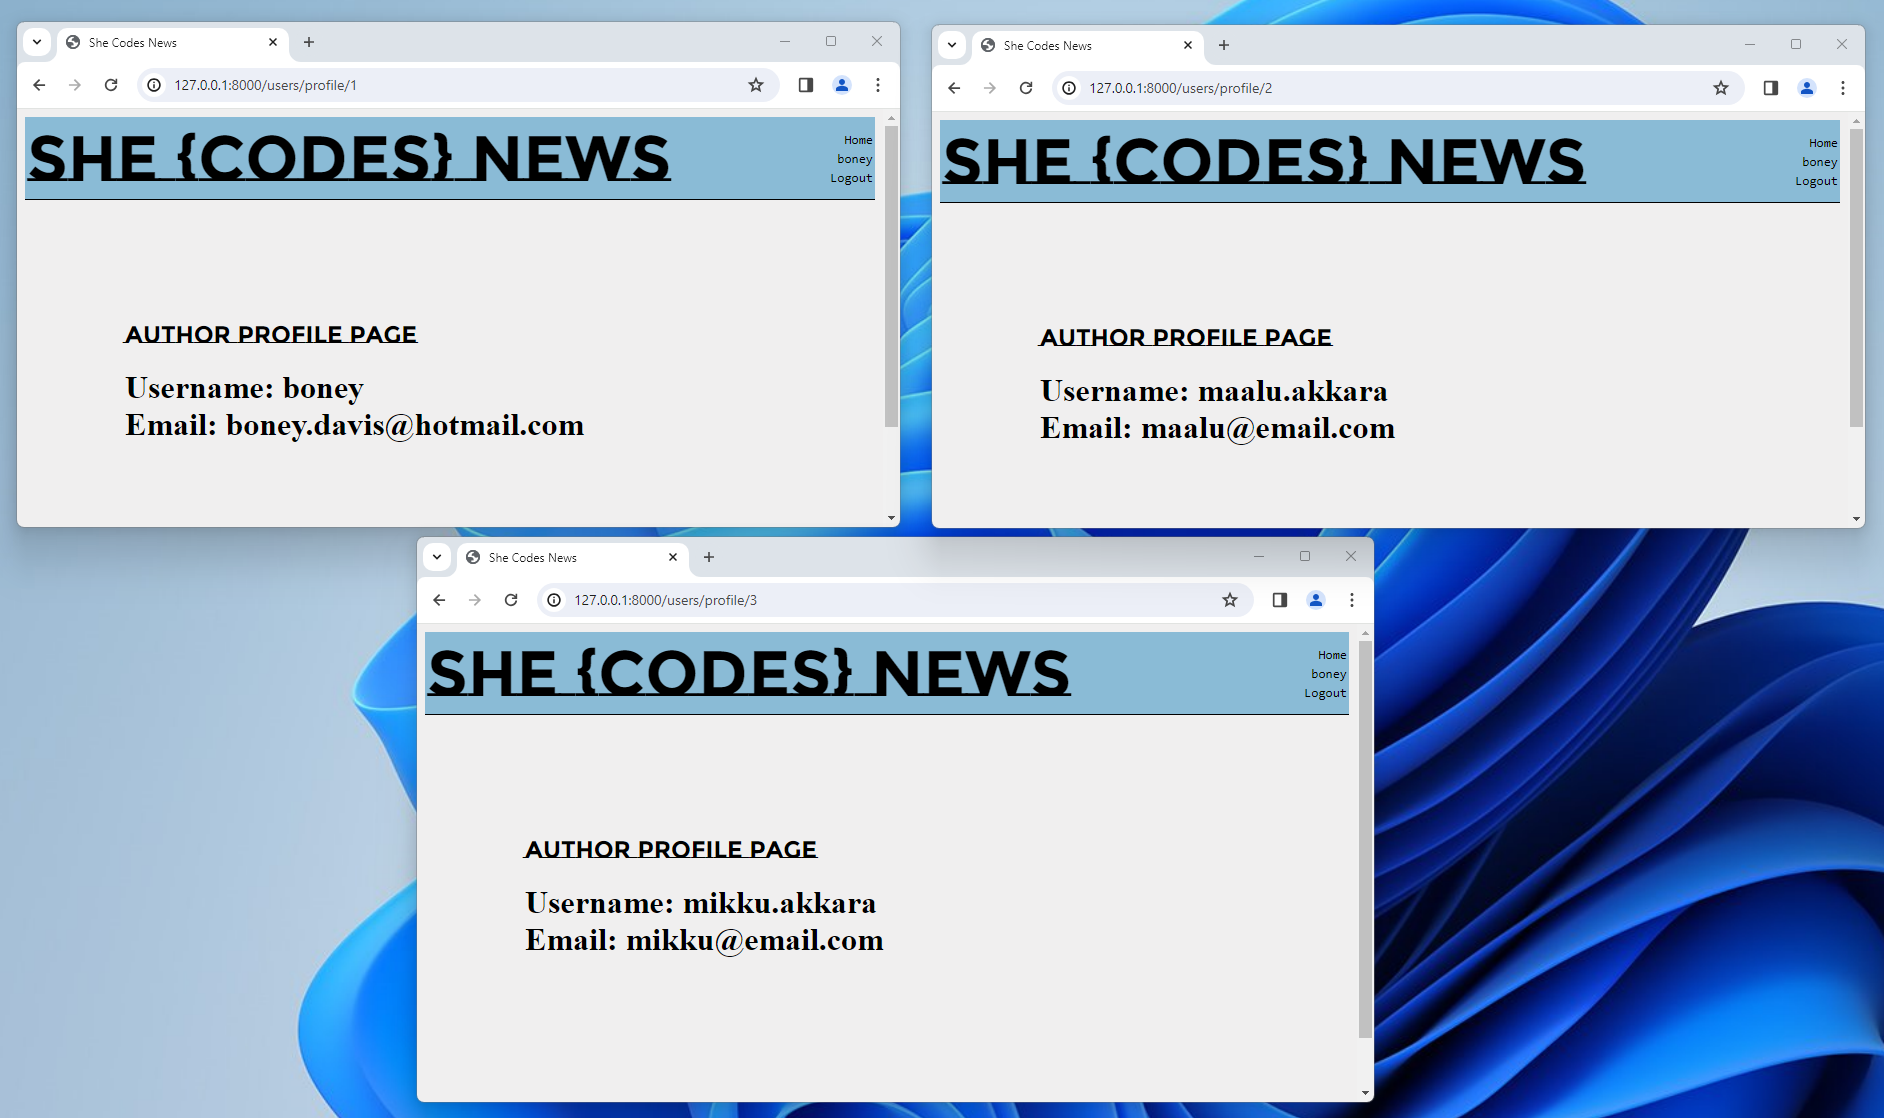 She Codes News
127.0.0.1:8000/users/profile/1
SHE {CODES} NEWS
Home
boney
Logout
AUTHOR PROFILE PAGE
Username: boney
Email: boney.davis@hotmail.com
She Codes News
127.0.0.1:8000/users/profile/2
SHE {CODES} NEWS
Home
boney
Logout
AUTHOR PROFILE PAGE
Username: maalu.akkara
Email: maalu@email.com
She Codes News
127.0.0.1:8000/users/profile/3
SHE {CODES} NEWS
Home
boney
Logout
AUTHOR PROFILE PAGE
Username: mikku.akkara
Email: mikku@email.com